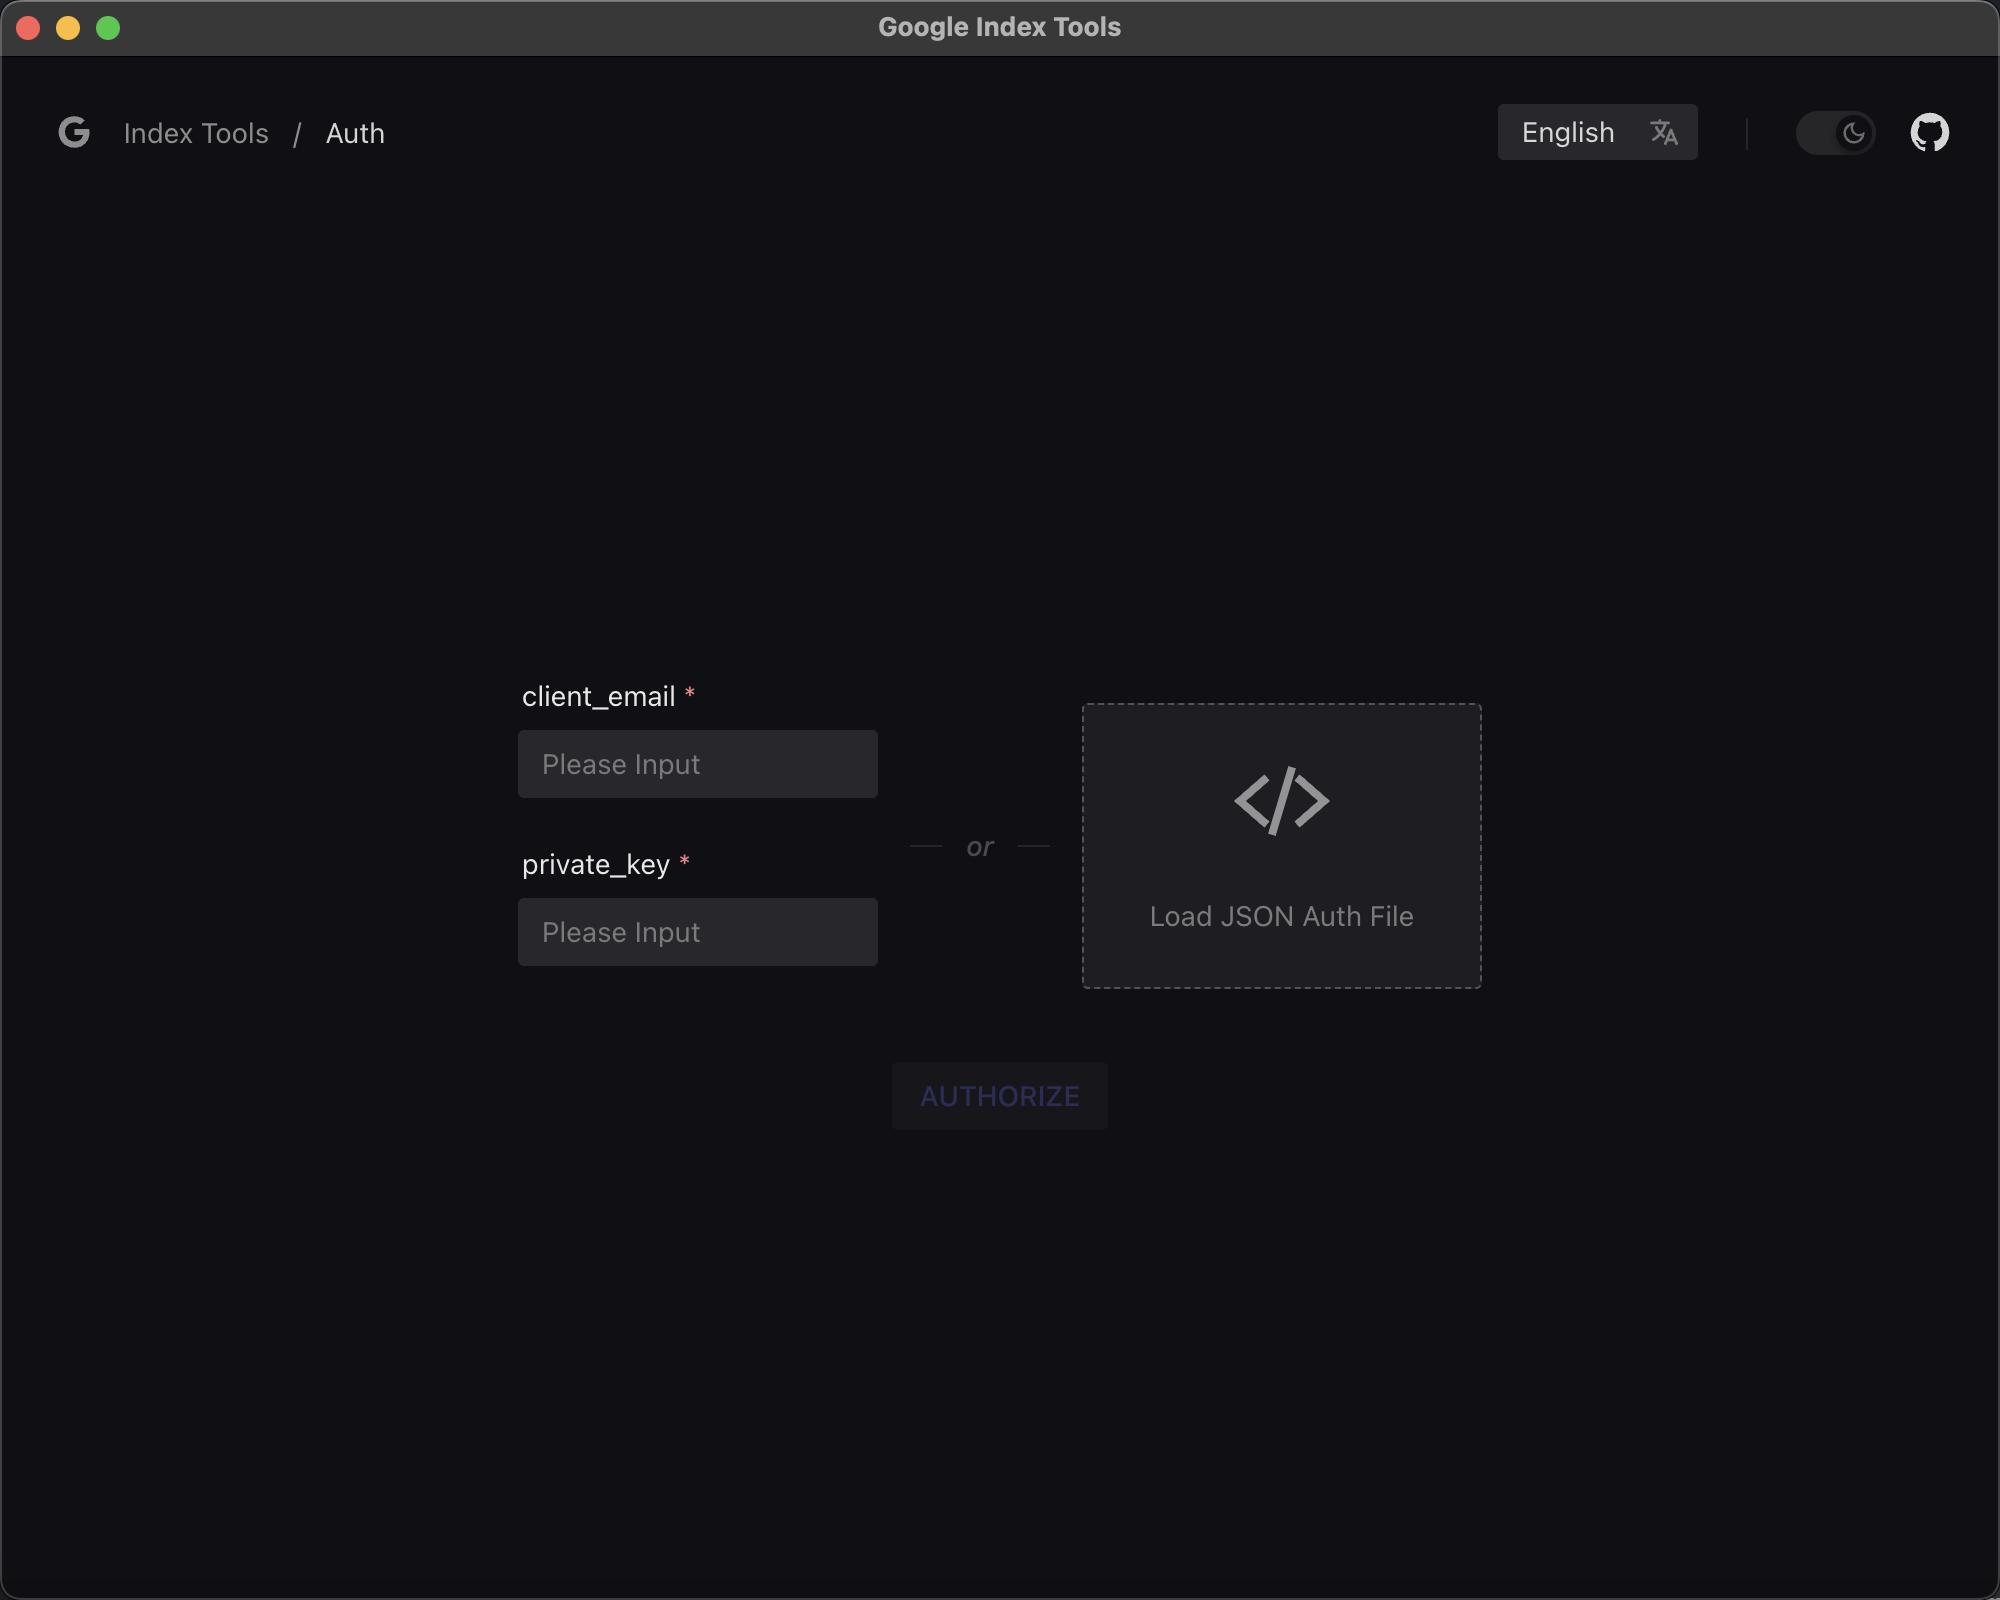 Google Index Tools
Index Tools / Auth
English
client_email *
Please Input
private_key *
Please Input
or
Load JSON Auth File
AUTHORIZE